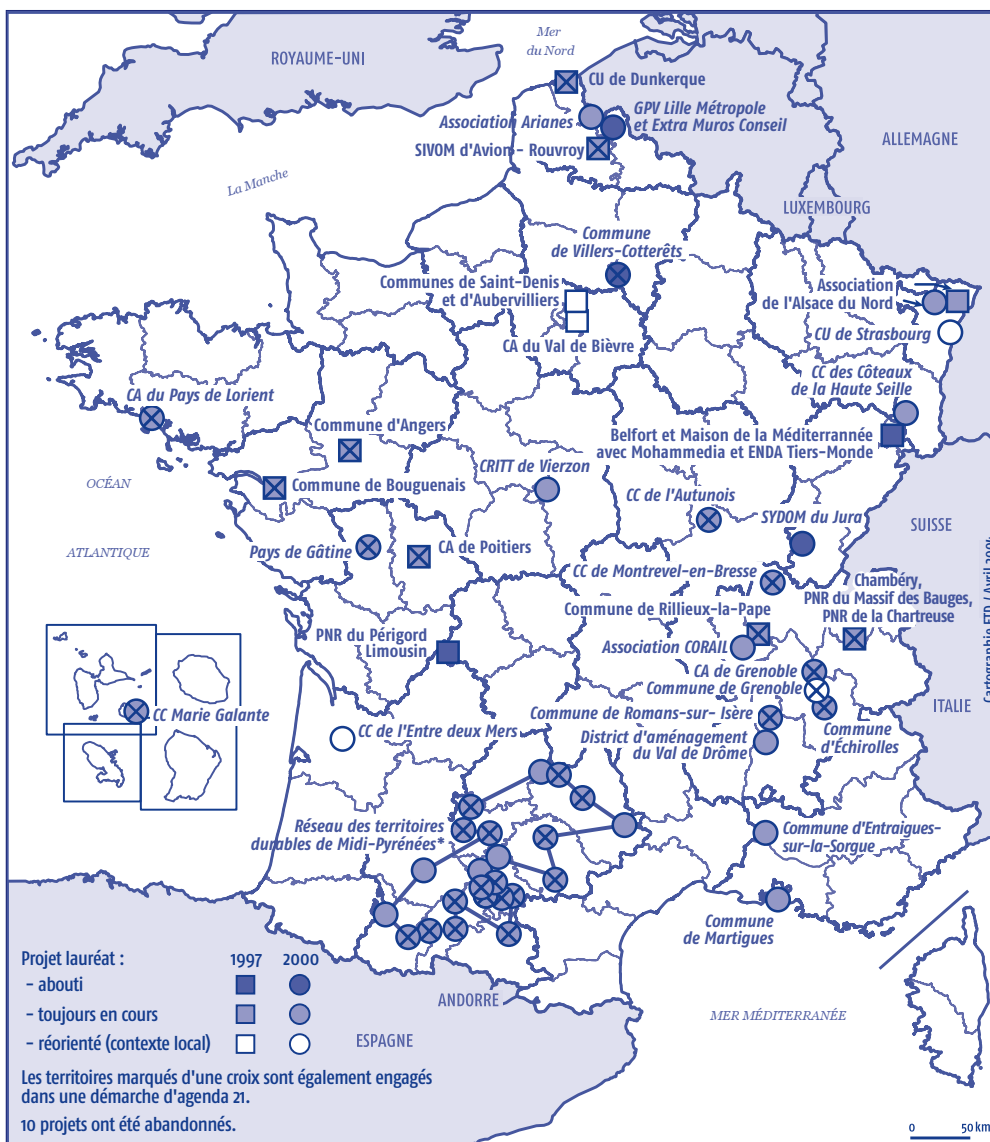 Mer
du Nord
ROYAUME-UNI
CU de Dunkerque
GPV Lille Métropole
et Extra Muros Conseil
Association Arianes
SIVOM d'Avion - Rouvroy
ALLEMAGNE
La Manche
LUXEMBOURG
Commune
de Villers-Cotterêts
Communes de Saint-Denis
et d'Aubervilliers
Association
de l'Alsace du Nord
CU de Strasbourg
CA du Val de Bièvre
CC des Côteaux
de la Haute Seille
CA du Pays de Lorient
Commune d'Angers
Belfort et Maison de la Méditerrannée
avec Mohammedia et ENDA Tiers-Monde
CRITT de Vierzon
OCÉAN
Commune de Bouguenais
CC de l'Autunois
SYDOM du Jura
SUISSE
ATLANTIQUE
Pays de Gâtine
CA de Poitiers
CC de Montrevel-en-Bresse
Chambéry,
PNR du Massif des Bauges,
PNR de la Chartreuse
Cartographie ETD / Avril 2004
Commune de Rillieux-la-Pape
PNR du Périgord
Limousin
Association CORAIL
CA de Grenoble
Commune de Grenoble
ITALIE
CC Marie Galante
CC de l'Entre deux Mers
Commune de Romans-sur- Isère
District d'aménagement
du Val de Drôme
Commune
d'Échirolles
Réseau des territoires
durables de Midi-Pyrénées*
Commune d'Entraigues-
sur-la-Sorgue
Commune
de Martigues
Projet lauréat :
1997
2000
- abouti
- toujours en cours
- réorienté (contexte local)
ANDORRE
ESPAGNE
MER MÉDITERRANÉE
Les territoires marqués d'une croix sont également engagés
dans une démarche d'agenda 21.
10 projets ont été abandonnés.
0 50 km